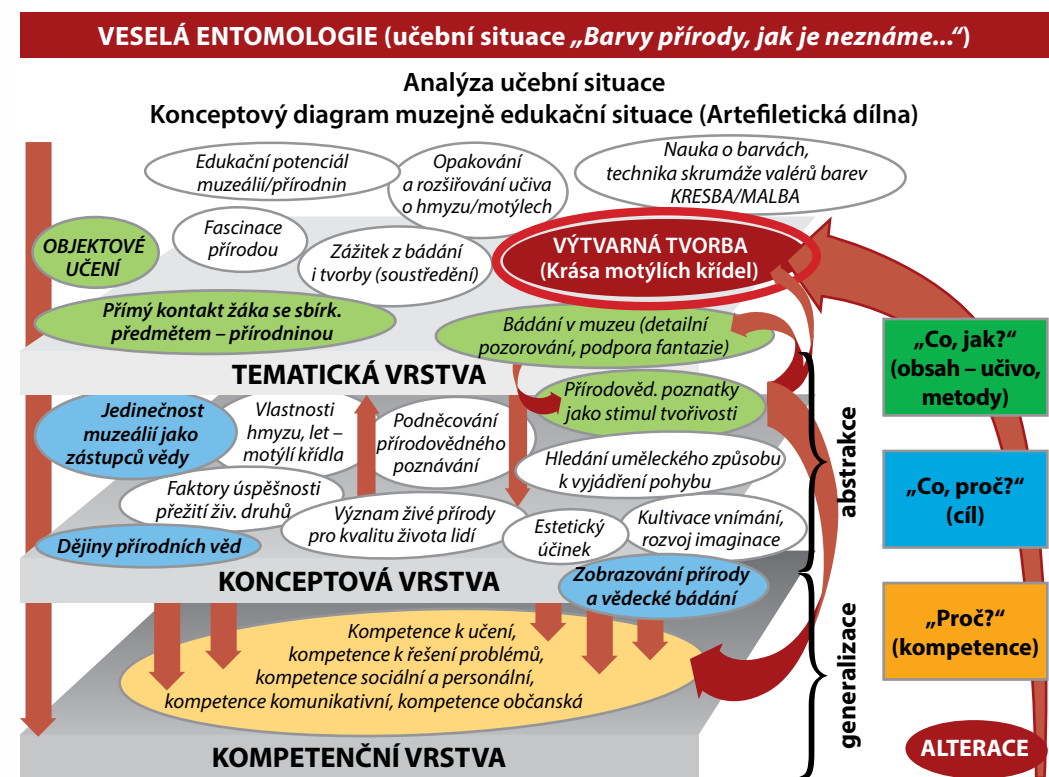 VESELÁ ENTOMOLOGIE (učební situace „Barvy přírody, jak je neznáme...“)
Analýza učební situace
Konceptový diagram muzejně edukační situace (Artefiletická dílna)
Edukační potenciál
muzeálií/přírodnin
Opakování
a rozšiřování učiva
o hmyzu/motýlech
Nauka o barvách,
technika skrumáže valérů barev
KRESBA/MALBA
OBJEKTOVÉ
UČENÍ
Fascinace
přírodou
Zážitek z bádání
i tvorby (soustředění)
VÝTVARNÁ TVORBA
(Krása motýlích křídel)
Přímý kontakt žáka se sbírk.
předmětem – přírodninou
Bádání v muzeu (detailní
pozorování, podpora fantazie)
Přírodověd. poznatky
jako stimul tvořivosti
TEMATICKÁ VRSTVA
Jedinečnost
muzeálií jako
zástupců vědy
Vlastnosti
hmyzu, let –
motýlí křídla
Podněcování
přírodovědného
poznávání
Hledání uměleckého způsobu
k vyjádření pohybu
Faktory úspěšnosti
přežití živ. druhů
Význam živé přírody
pro kvalitu života lidí
Estetický
účinek
Kultivace vnímání,
rozvoj imaginace
Dějiny přírodních věd
Zobrazování přírody
a vědecké bádání
KONCEPTOVÁ VRSTVA
Kompetence k učení,
kompetence k řešení problémů,
kompetence sociální a personální,
kompetence komunikativní, kompetence občanská
KOMPETENČNÍ VRSTVA
abstrakce
generalizace
„Co, jak?“
(obsah – učivo,
metody)
„Co, proč?“
(cíl)
„Proč?“
(kompetence)
ALTERACE